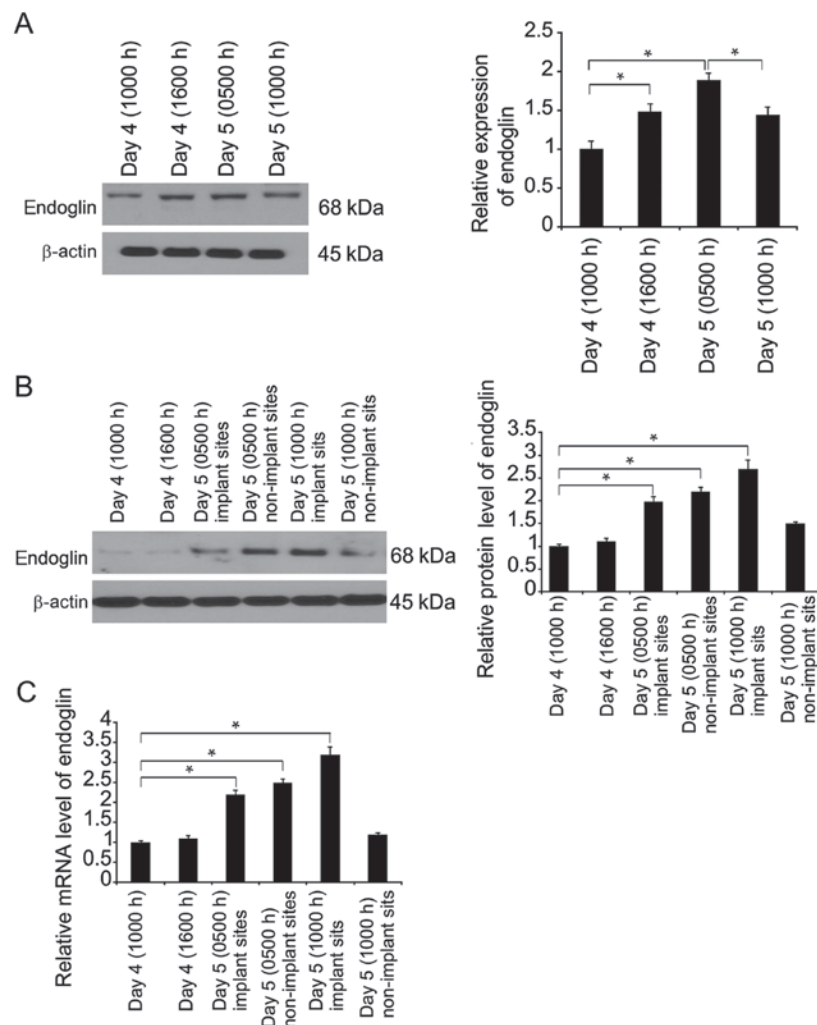 A
Day 4 (1000 h)
Day 4 (1600 h)
Day 5 (0500 h)
Day 5 (1000 h)
Endoglin
68 kDa
β-actin
45 kDa
Relative expression
of endoglin
2.5
2
1.5
1
0.5
0
*
*
*
Day 4 (1000 h)
Day 4 (1600 h)
Day 5 (0500 h)
Day 5 (1000 h)
B
Day 4 (1000 h)
Day 4 (1600 h)
Day 5 (0500 h)
implant sites
Day 5 (0500 h)
non-implant sites
Day 5 (1000 h)
implant sits
Day 5 (1000 h)
non-implant sits
Endoglin
68 kDa
β-actin
45 kDa
Relative protein level of endoglin
3.5
3
2.5
2
1.5
1
0.5
0
*
*
*
Day 4 (1000 h)
Day 4 (1600 h)
Day 5 (0500 h)
implant sites
Day 5 (0500 h)
non-implant sites
Day 5 (1000 h)
implant sits
Day 5 (1000 h)
non-implant sits
C
Relative mRNA level of endoglin
4
3.5
3
2.5
2
1
0.5
0
*
*
*
Day 4 (1000 h)
Day 4 (1600 h)
Day 5 (0500 h)
implant sites
Day 5 (0500 h)
non-implant sites
Day 5 (1000 h)
implant sits
Day 5 (1000 h)
non-implant sits